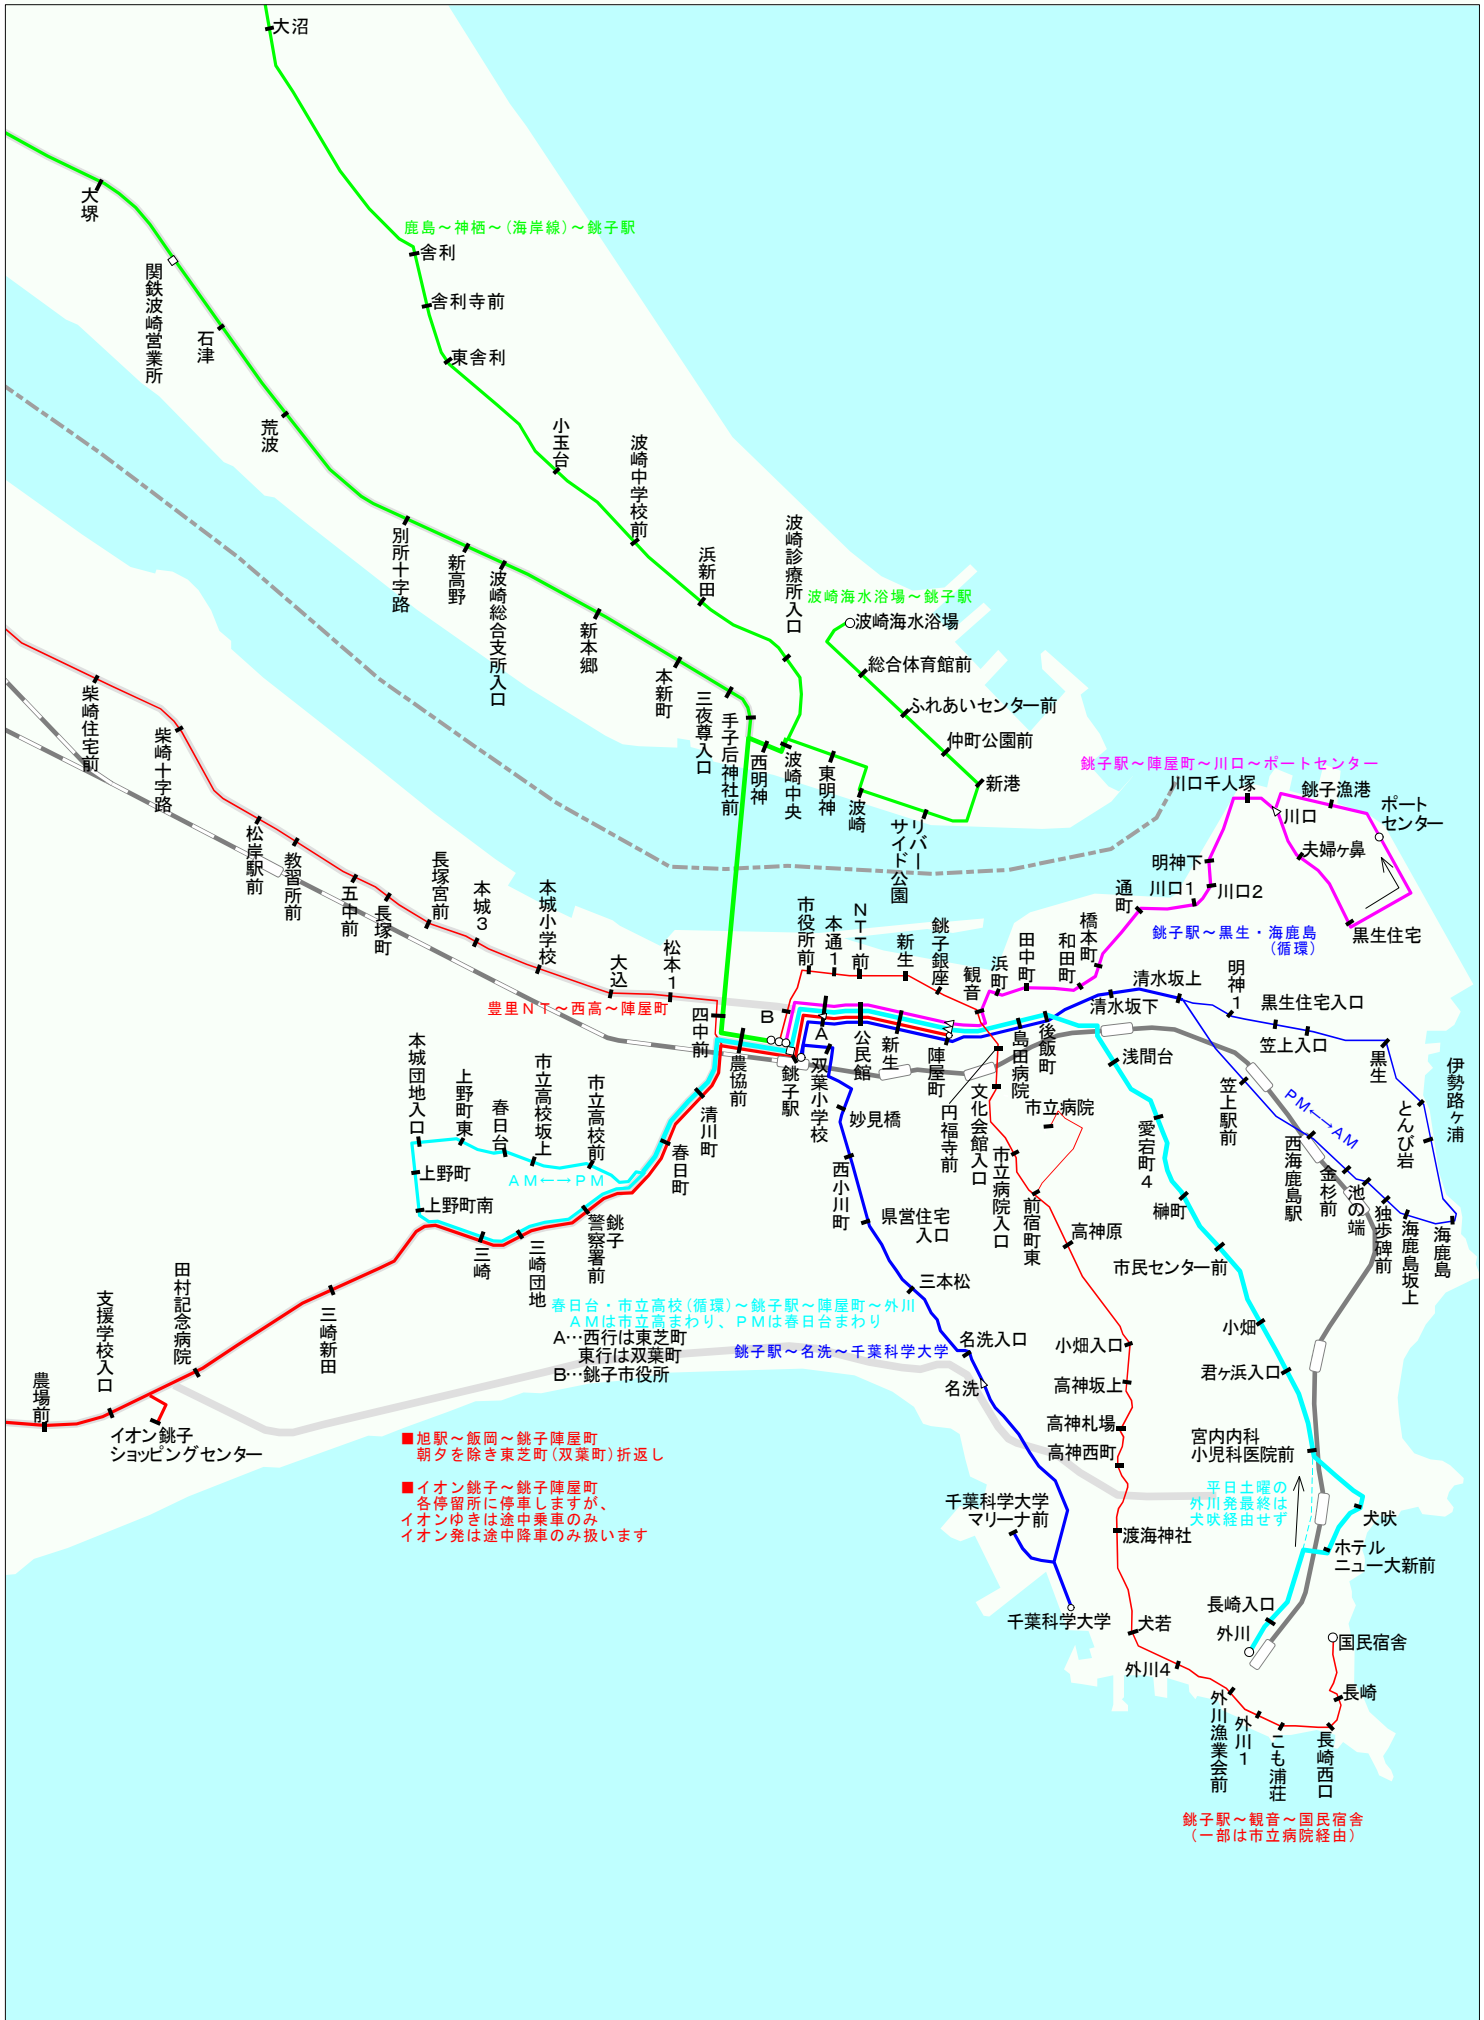 大沼
大堺
鹿島～神栖～(海岸線)～銚子駅
舎利
関鉄波崎営業所
舎利寺前
石津
東舎利
荒波
小玉台
波崎中学校前
波崎診療所入口
別所十字路
新高野
浜新田
波崎総合支所入口
波崎海水浴場～銚子駅
波崎海水浴場
新本郷
総合体育館前
本新町
ふれあいセンター前
三夜尊入口
手子后神社前
仲町公園前
西明神
波崎中央
東明神
新港
波崎
リバー
サイド公園
柴崎住宅前
柴崎十字路
銚子駅～陣屋町～川口～ポートセンター
川口千人塚
銚子漁港
ポート
センター
川口
松岸駅前
教習所前
夫婦ヶ鼻
明神下
五中前
長塚町
長塚宮前
本城3
本城小学校
川口1
川口2
通町
市役所前
本通1
NTT前
新生
銚子銀座
観音
浜町
田中町
和田町
橋本町
銚子駅～黒生・海鹿島
(循環)
黒生住宅
大込
松本1
清水坂上
清水坂下
明神1
黒生住宅入口
豊里NT～西高～陣屋町
四中前
B
A
公民館
新生
陣屋町
島田病院
後飯町
笠上入口
黒生
伊勢路ヶ浦
農協前
銚子駅
双葉小学校
浅間台
本城団地入口
上野町東
春日台
市立高校坂上
市立高校前
清川町
妙見橋
円福寺前
文化会館入口
市立病院
笠上駅前
PM←→AM
とんび岩
愛宕町4
西海鹿島駅
春日町
西小川町
市立病院入口
上野町
AM←→PM
金杉前
池の端
独歩碑前
海鹿島坂上
海鹿島
上野町南
前宿町東
榊町
県営住宅
入口
高神原
三崎
三崎団地
銚子
警察署前
市民センター前
田村記念病院
支援学校入口
三崎新田
三本松
春日台・市立高校(循環)～銚子駅～陣屋町～外川
AMは市立高まわり、PMは春日台まわり
小畑
A…西行は東芝町
東行は双葉町
B…銚子市役所
名洗入口
小畑入口
銚子駅～名洗～千葉科学大学
君ヶ浜入口
農場前
名洗
高神坂上
イオン銚子
ショッピングセンター
高神札場
宮内内科
小児科医院前
高神西町
■旭駅～飯岡～銚子陣屋町
朝夕を除き東芝町(双葉町)折返し
■イオン銚子～銚子陣屋町
各停留所に停車しますが、
イオンゆきは途中乗車のみ
イオン発は途中降車のみ扱います
平日土曜の
外川発最終は
犬吠経由せず
千葉科学大学
マリーナ前
犬吠
渡海神社
ホテル
ニュー大新前
千葉科学大学
長崎入口
犬若
外川
国民宿舎
外川4
長崎
外川漁業会前
外川1
こも浦荘
長崎西口
銚子駅～観音～国民宿舎
(一部は市立病院経由)